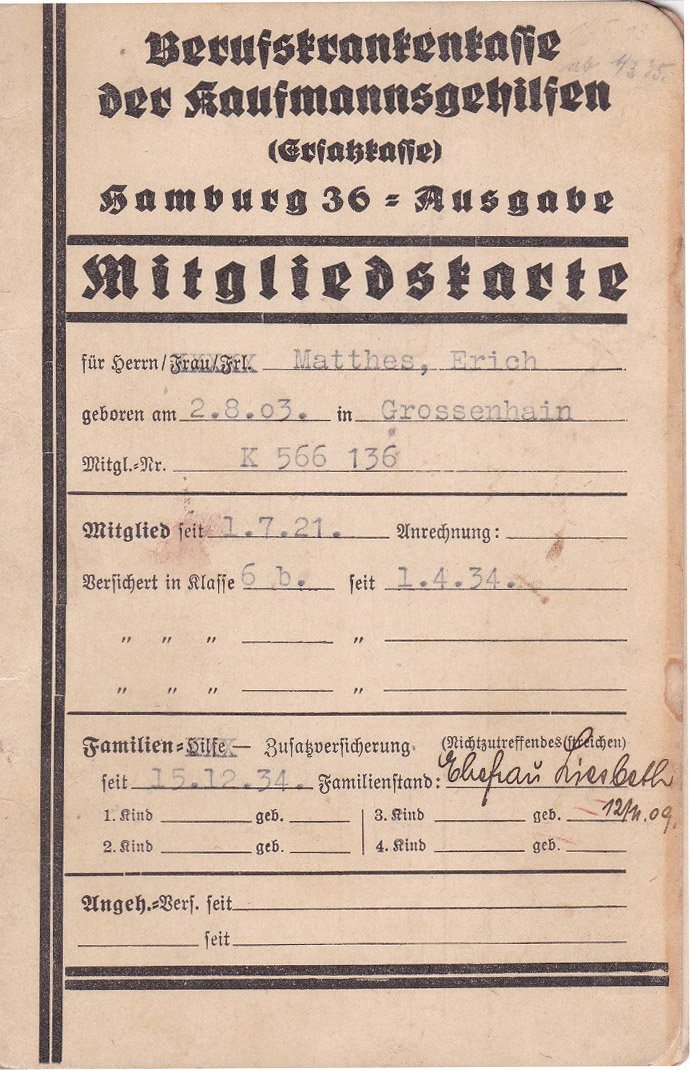 Berufskrankenkasse
der Kaufmannsgehilfen
(Ersatzkasse)
Hamburg 36 = Ausgabe
Mitgliedskarte
für Herrn/Frau/Frl. Matthes, Erich
geboren am 2.8.03. in Grossenhain
Mitgl.=Nr. K 566 136
Mitglied seit 1.7.21. Anrechnung:
Versichert in Klasse 6 b. seit 1.4.34.
" " " "
" " " "
Familien=Hilfe — Zusatzversicherung (Nichtzutreffendes streichen)
seit 15.12.34. Familienstand: Ehefrau Liesbeth
12/11.09.
1. Kind geb. 3. Kind geb.
2. Kind geb. 4. Kind geb.
Angeh.=Vers. seit
seit